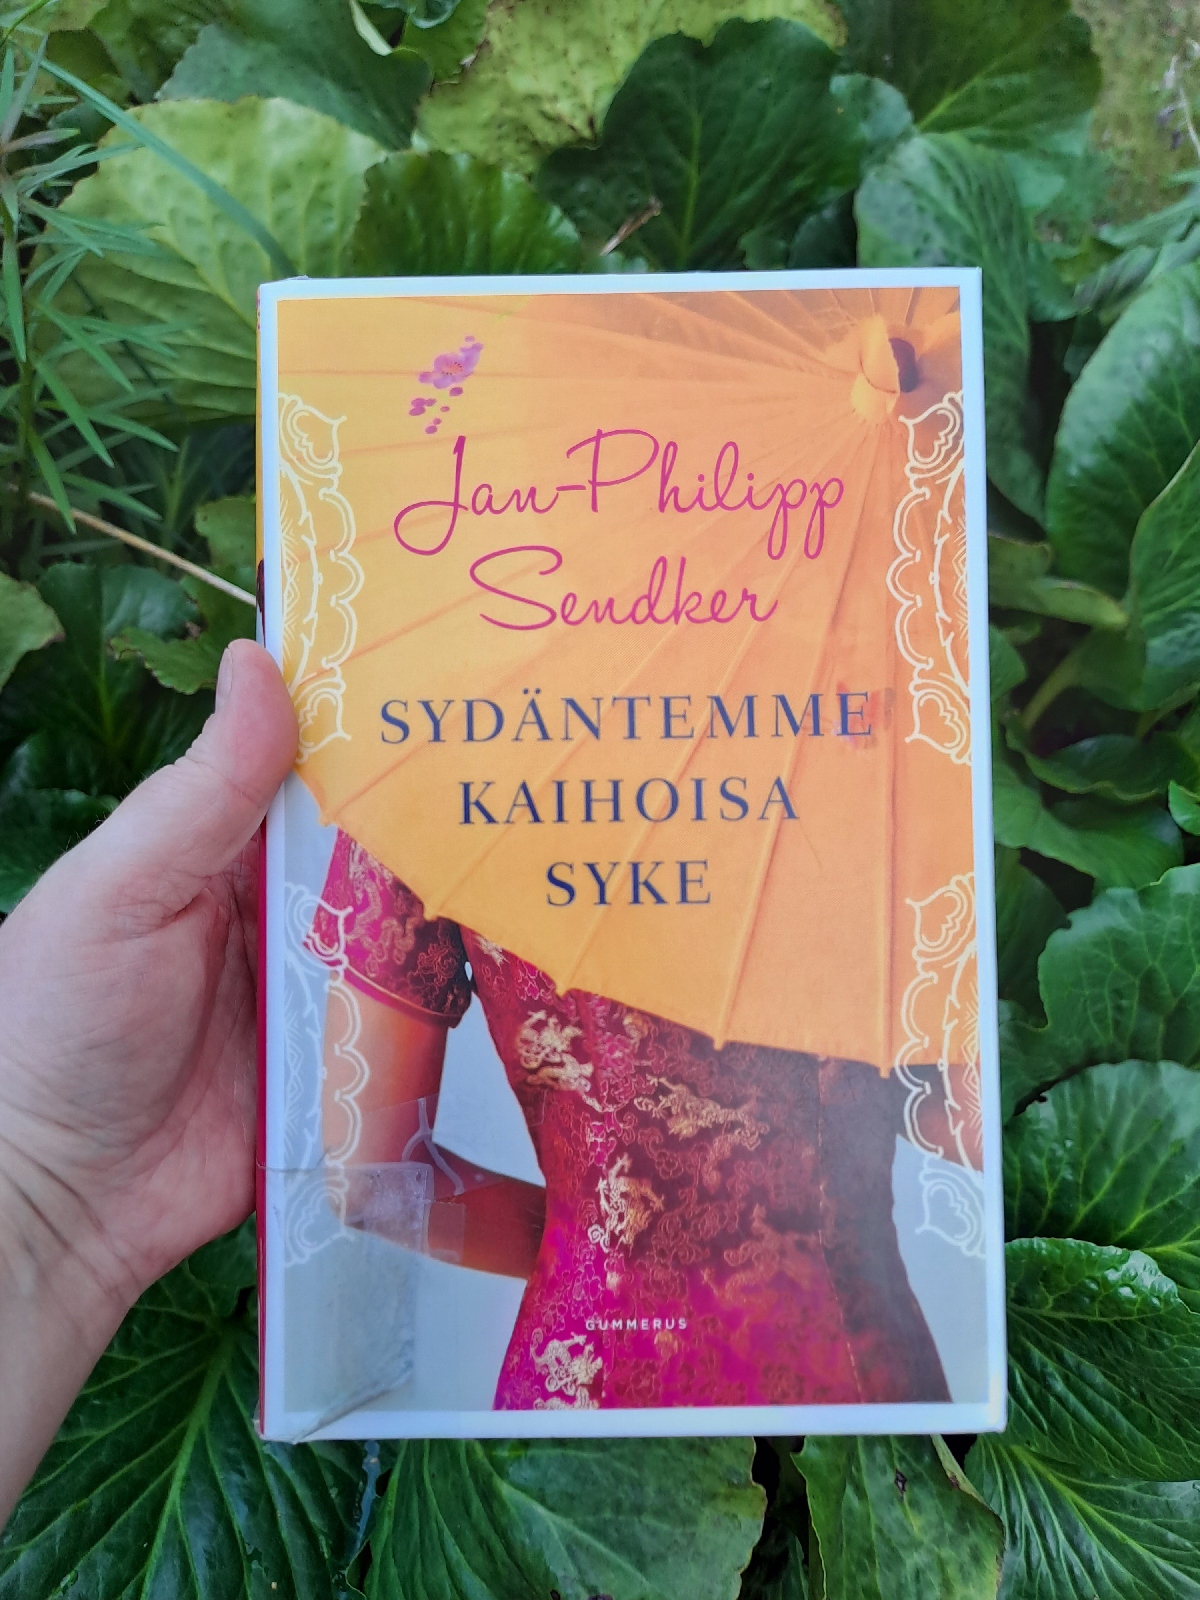 Jan-Philipp
Sendker
SYDÄNTEMME
KAIHOISA
SYKE
GUMMERUS